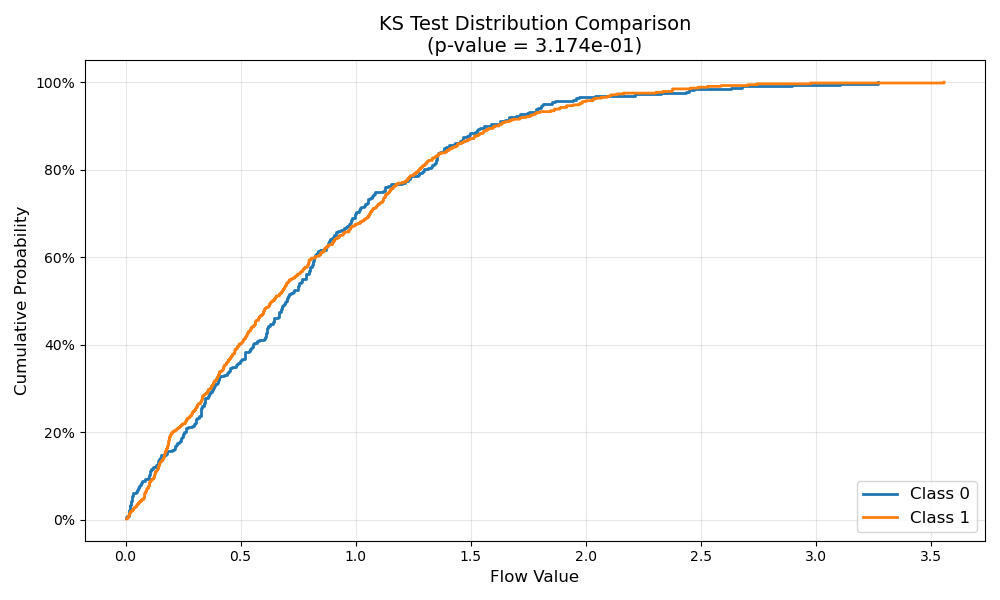 KS Test Distribution Comparison
(p-value = 3.174e-01)
Cumulative Probability
100%
80%
60%
40%
20%
0%
Class 0
Class 1
0.0 0.5 1.0 1.5 2.0 2.5 3.0 3.5
Flow Value